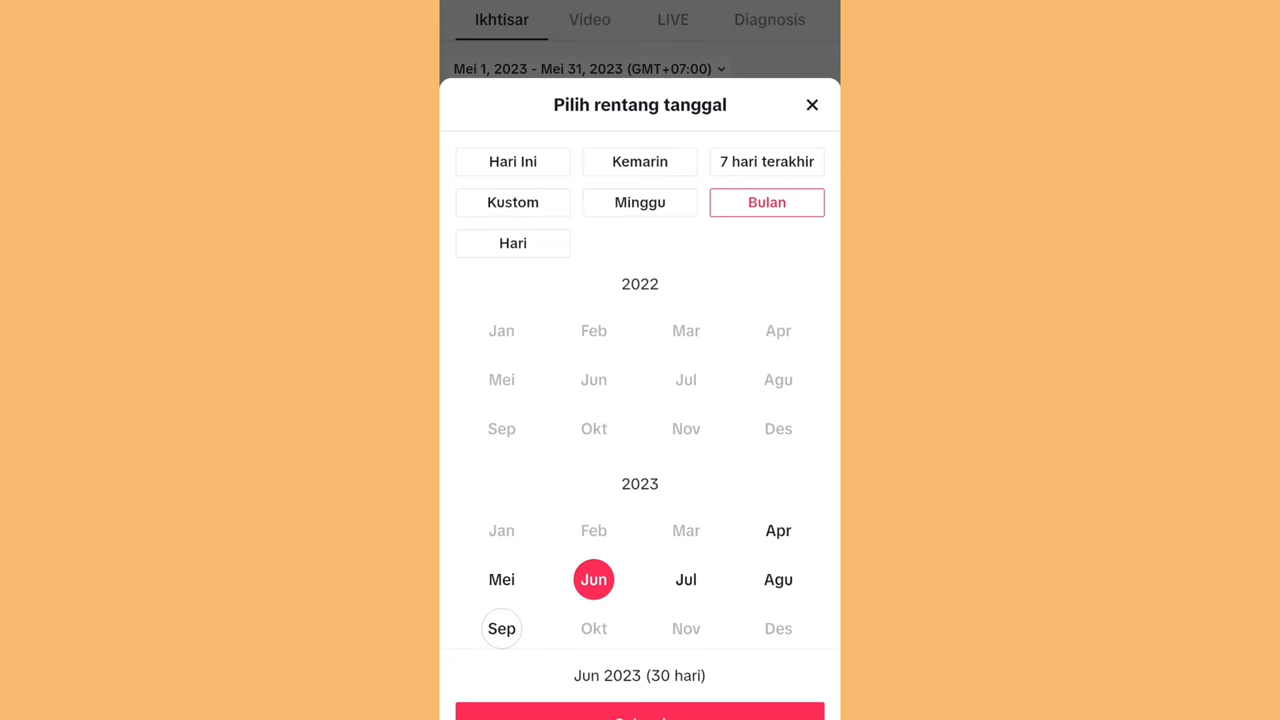 Ikhtisar Video LIVE Diagnosis
Mei 1, 2023 - Mei 31, 2023 (GMT+07:00)
Pilih rentang tanggal
Hari Ini Kemarin 7 hari terakhir
Kustom Minggu Bulan
Hari
2022
Jan Feb Mar Apr
Mei Jun Jul Agu
Sep Okt Nov Des
2023
Jan Feb Mar Apr
Mei Jun Jul Agu
Sep Okt Nov Des
Jun 2023 (30 hari)